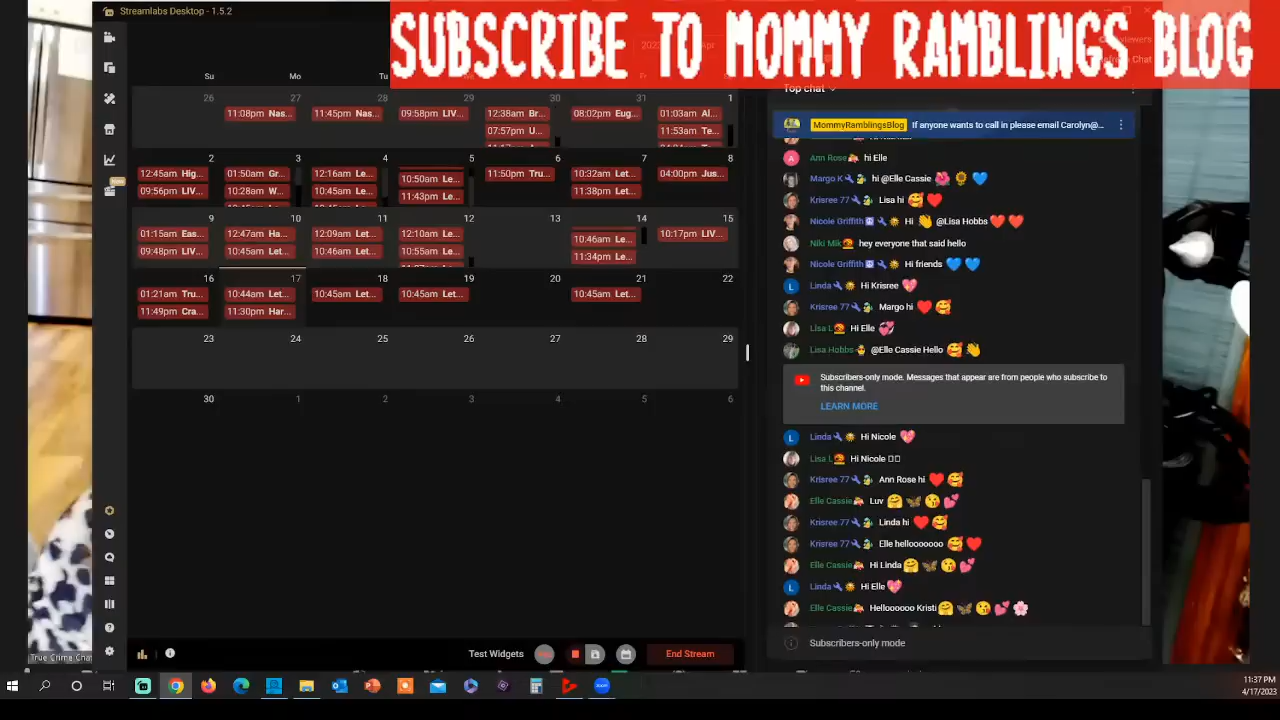 Streamlabs Desktop - 1.5.2
SUBSCRIBE TO MOMMY RAMBLINGS BLOG
Su Mo Tu
26 27 28 29 30 31 1
11:08pm Nas... 11:45pm Nas... 09:58pm LIV... 12:38am Br... 08:02pm Eug... 01:03am Al...
07:57pm U... 11:53am Te...
2 3 4 5 6 7 8
12:45am Hig... 01:50am Gr... 12:16am Le... 10:50am Le... 11:50pm Tru... 10:32am Let... 04:00pm Jus...
09:56pm LIV... 10:28am W... 10:45am Le... 11:43pm Le... 11:38pm Let...
9 10 11 12 13 14 15
01:15am Eas... 12:47am Ha... 12:09am Let... 12:10am Le... 10:46am Le... 10:17pm LIV...
09:48pm LIV... 10:45am Let... 10:46am Let... 10:55am Le... 11:34pm Le...
16 17 18 19 20 21 22
01:21am Tru... 10:44am Let... 10:45am Let... 10:45am Let... 10:45am Let...
11:49pm Cra... 11:30pm Har...
23 24 25 26 27 28 29
30 1 2 3 4 5 6
Test Widgets
REC
End Stream
Top chat
MommyRamblingsBlog If anyone wants to call in please email Carolyn@...
Ann Rose hi Elle
Margo K hi @Elle Cassie
Krisree 77 Lisa hi
Nicole Griffith Hi @Lisa Hobbs
Niki Mik hey everyone that said hello
Nicole Griffith Hi friends
L Linda Hi Krisree
Krisree 77 Margo hi
Lisa L Hi Elle
Lisa Hobbs @Elle Cassie Hello
Subscribers-only mode. Messages that appear are from people who subscribe to
this channel.
LEARN MORE
L Linda Hi Nicole
Lisa L Hi Nicole
Krisree 77 Ann Rose hi
Elle Cassie Luv
Krisree 77 Linda hi
Krisree 77 Elle hellooooooo
Elle Cassie Hi Linda
L Linda Hi Elle
Elle Cassie Helloooooo Kristi
Subscribers-only mode
True Crime Cha
11:37 PM
4/17/2023